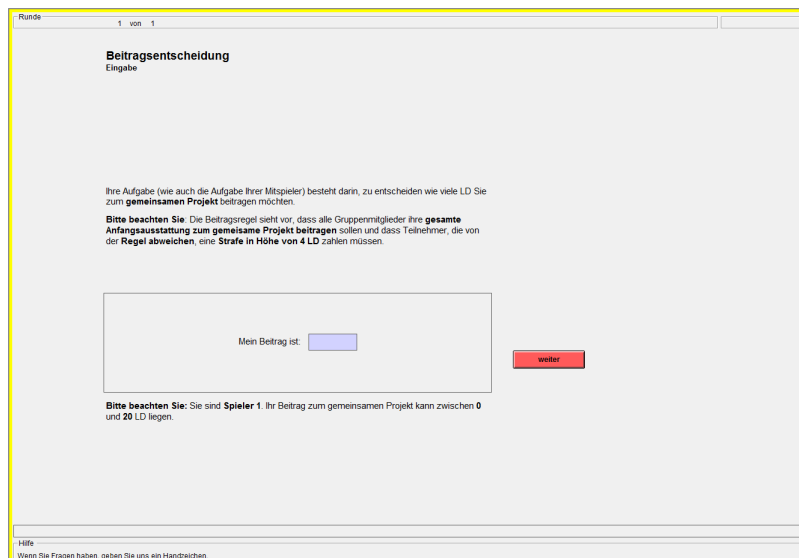 Runde
1 von 1
Beitragsentscheidung
Eingabe
Ihre Aufgabe (wie auch die Aufgabe Ihrer Mitspieler) besteht darin, zu entscheiden wie viele LD Sie
zum gemeinsamen Projekt beitragen möchten.
Bitte beachten Sie: Die Beitragsregel sieht vor, dass alle Gruppenmitglieder ihre gesamte
Anfangsausstattung zum gemeisame Projekt beitragen sollen und dass Teilnehmer, die von
der Regel abweichen, eine Strafe in Höhe von 4 LD zahlen müssen.
Mein Beitrag ist:
weiter
Bitte beachten Sie: Sie sind Spieler 1. Ihr Beitrag zum gemeinsamen Projekt kann zwischen 0
und 20 LD liegen.
Hilfe
Wenn Sie Fragen haben, geben Sie uns ein Handzeichen.